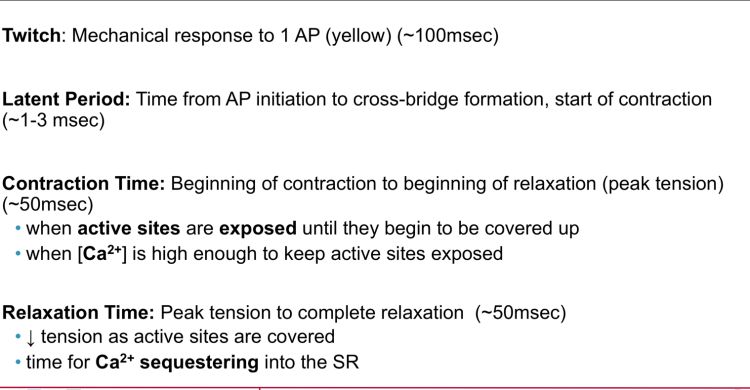 Twitch: Mechanical response to 1 AP (yellow) (~100msec)
Latent Period: Time from AP initiation to cross-bridge formation, start of contraction
(~1-3 msec)
Contraction Time: Beginning of contraction to beginning of relaxation (peak tension)
(~50msec)
• when active sites are exposed until they begin to be covered up
• when [Ca²⁺] is high enough to keep active sites exposed
Relaxation Time: Peak tension to complete relaxation (~50msec)
• ↓ tension as active sites are covered
• time for Ca²⁺ sequestering into the SR